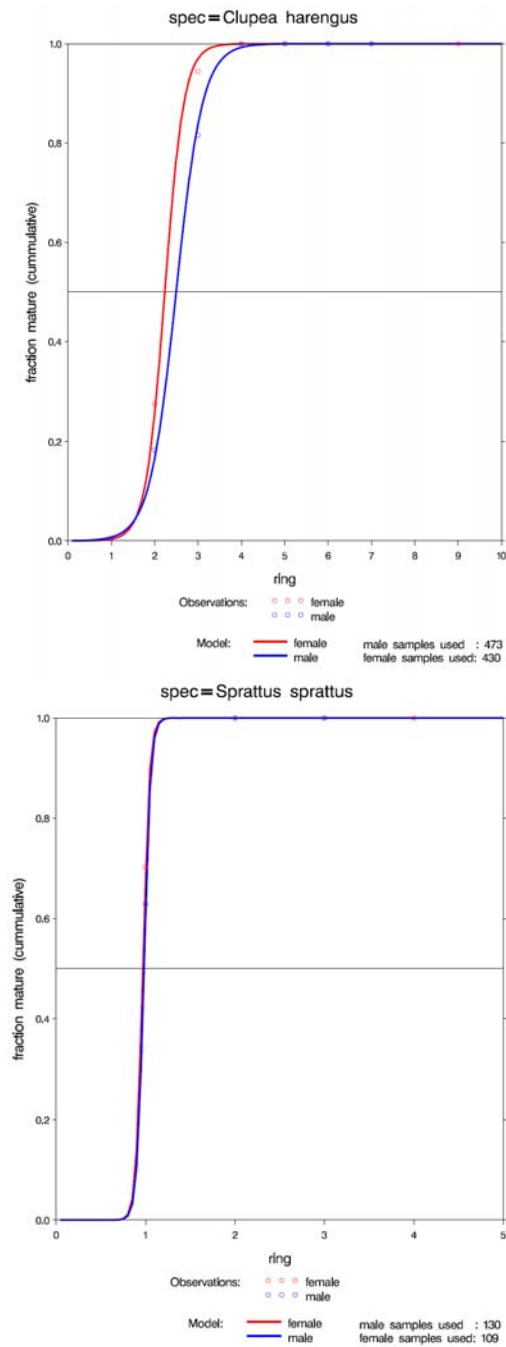 spec=Clupea harengus
fraction mature (cummulative)
1.0
0.8
0.6
0.4
0.2
0.0
0 1 2 3 4 5 6 7 8 9 10
ring
Observations: female
male
Model: female male samples used : 473
male female samples used: 430
spec=Sprattus sprattus
fraction mature (cummulative)
1.0
0.8
0.6
0.4
0.2
0.0
0 1 2 3 4 5
ring
Observations: female
male
Model: female male samples used : 130
male female samples used: 109